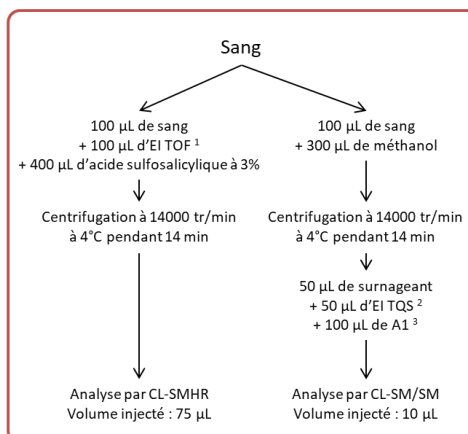 Sang
100 µL de sang
+ 100 µL d'EI TOF ¹
+ 400 µL d'acide sulfosalicylique à 3%
Centrifugation à 14000 tr/min
à 4°C pendant 14 min
Analyse par CL-SMHR
Volume injecté : 75 µL
100 µL de sang
+ 300 µL de méthanol
Centrifugation à 14000 tr/min
à 4°C pendant 14 min
50 µL de surnageant
+ 50 µL d'EI TQS ²
+ 100 µL de A1 ³
Analyse par CL-SM/SM
Volume injecté : 10 µL